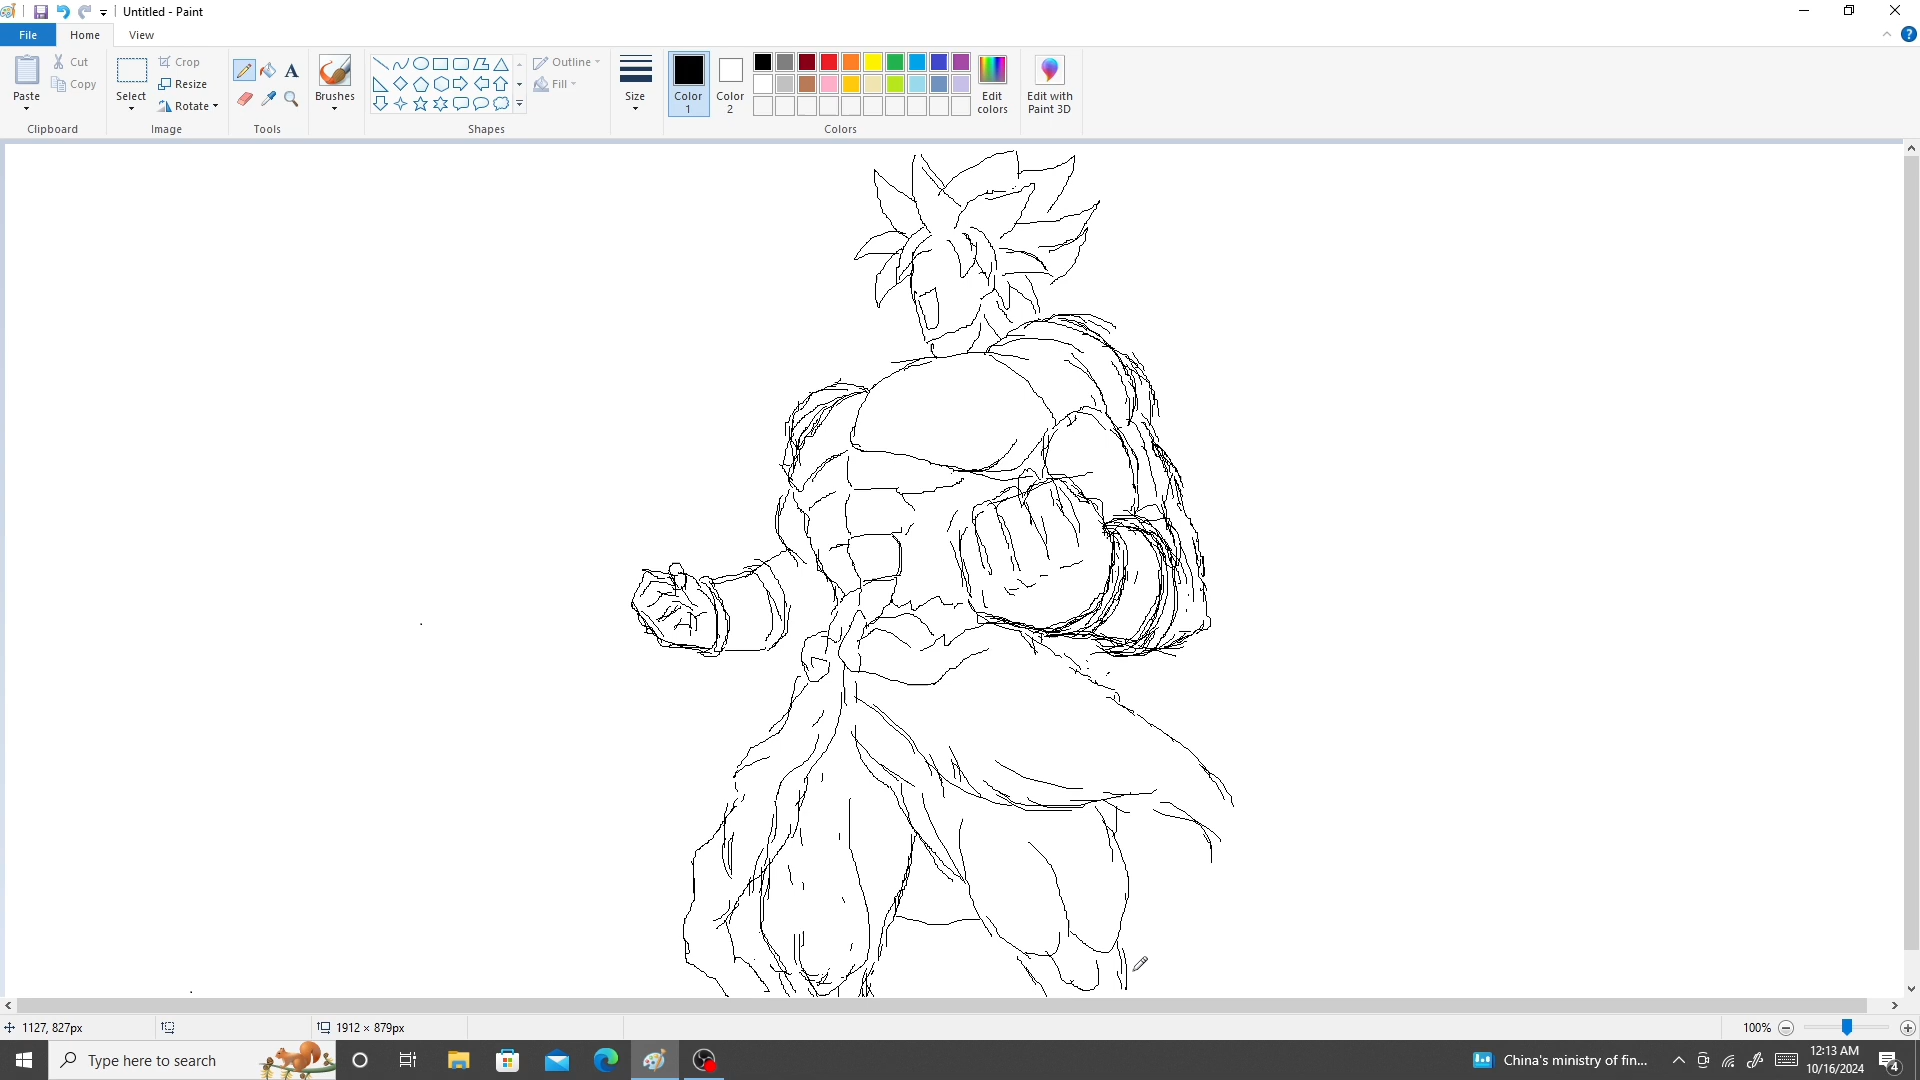 Untitled - Paint
File Home View
Paste
Cut
Copy
Clipboard
Select
Crop
Resize
Rotate
Image
A
Tools
Brushes
Shapes
Outline
Fill
Size
Color 1
Color 2
Edit colors
Colors
Edit with Paint 3D
?
1127, 827px
1912 × 879px
100%
Type here to search
China's ministry of fin...
12:13 AM
10/16/2024
4